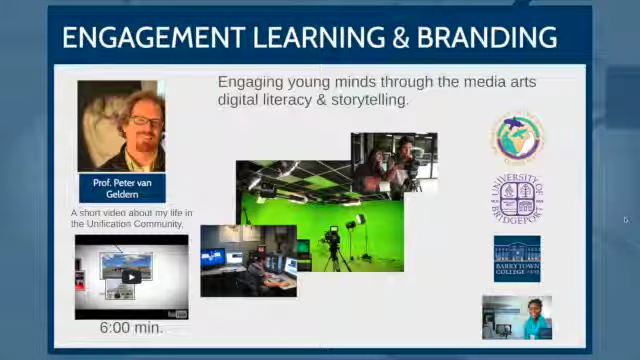 ENGAGEMENT LEARNING & BRANDING
Engaging young minds through the media arts
digital literacy & storytelling.
Prof. Peter van
Geldern
A short video about my life in
the Unification Community.
YouTube
6:00 min.
UNIVERSITY OF
BRIDGEPORT
BARRYTOWN
COLLEGE